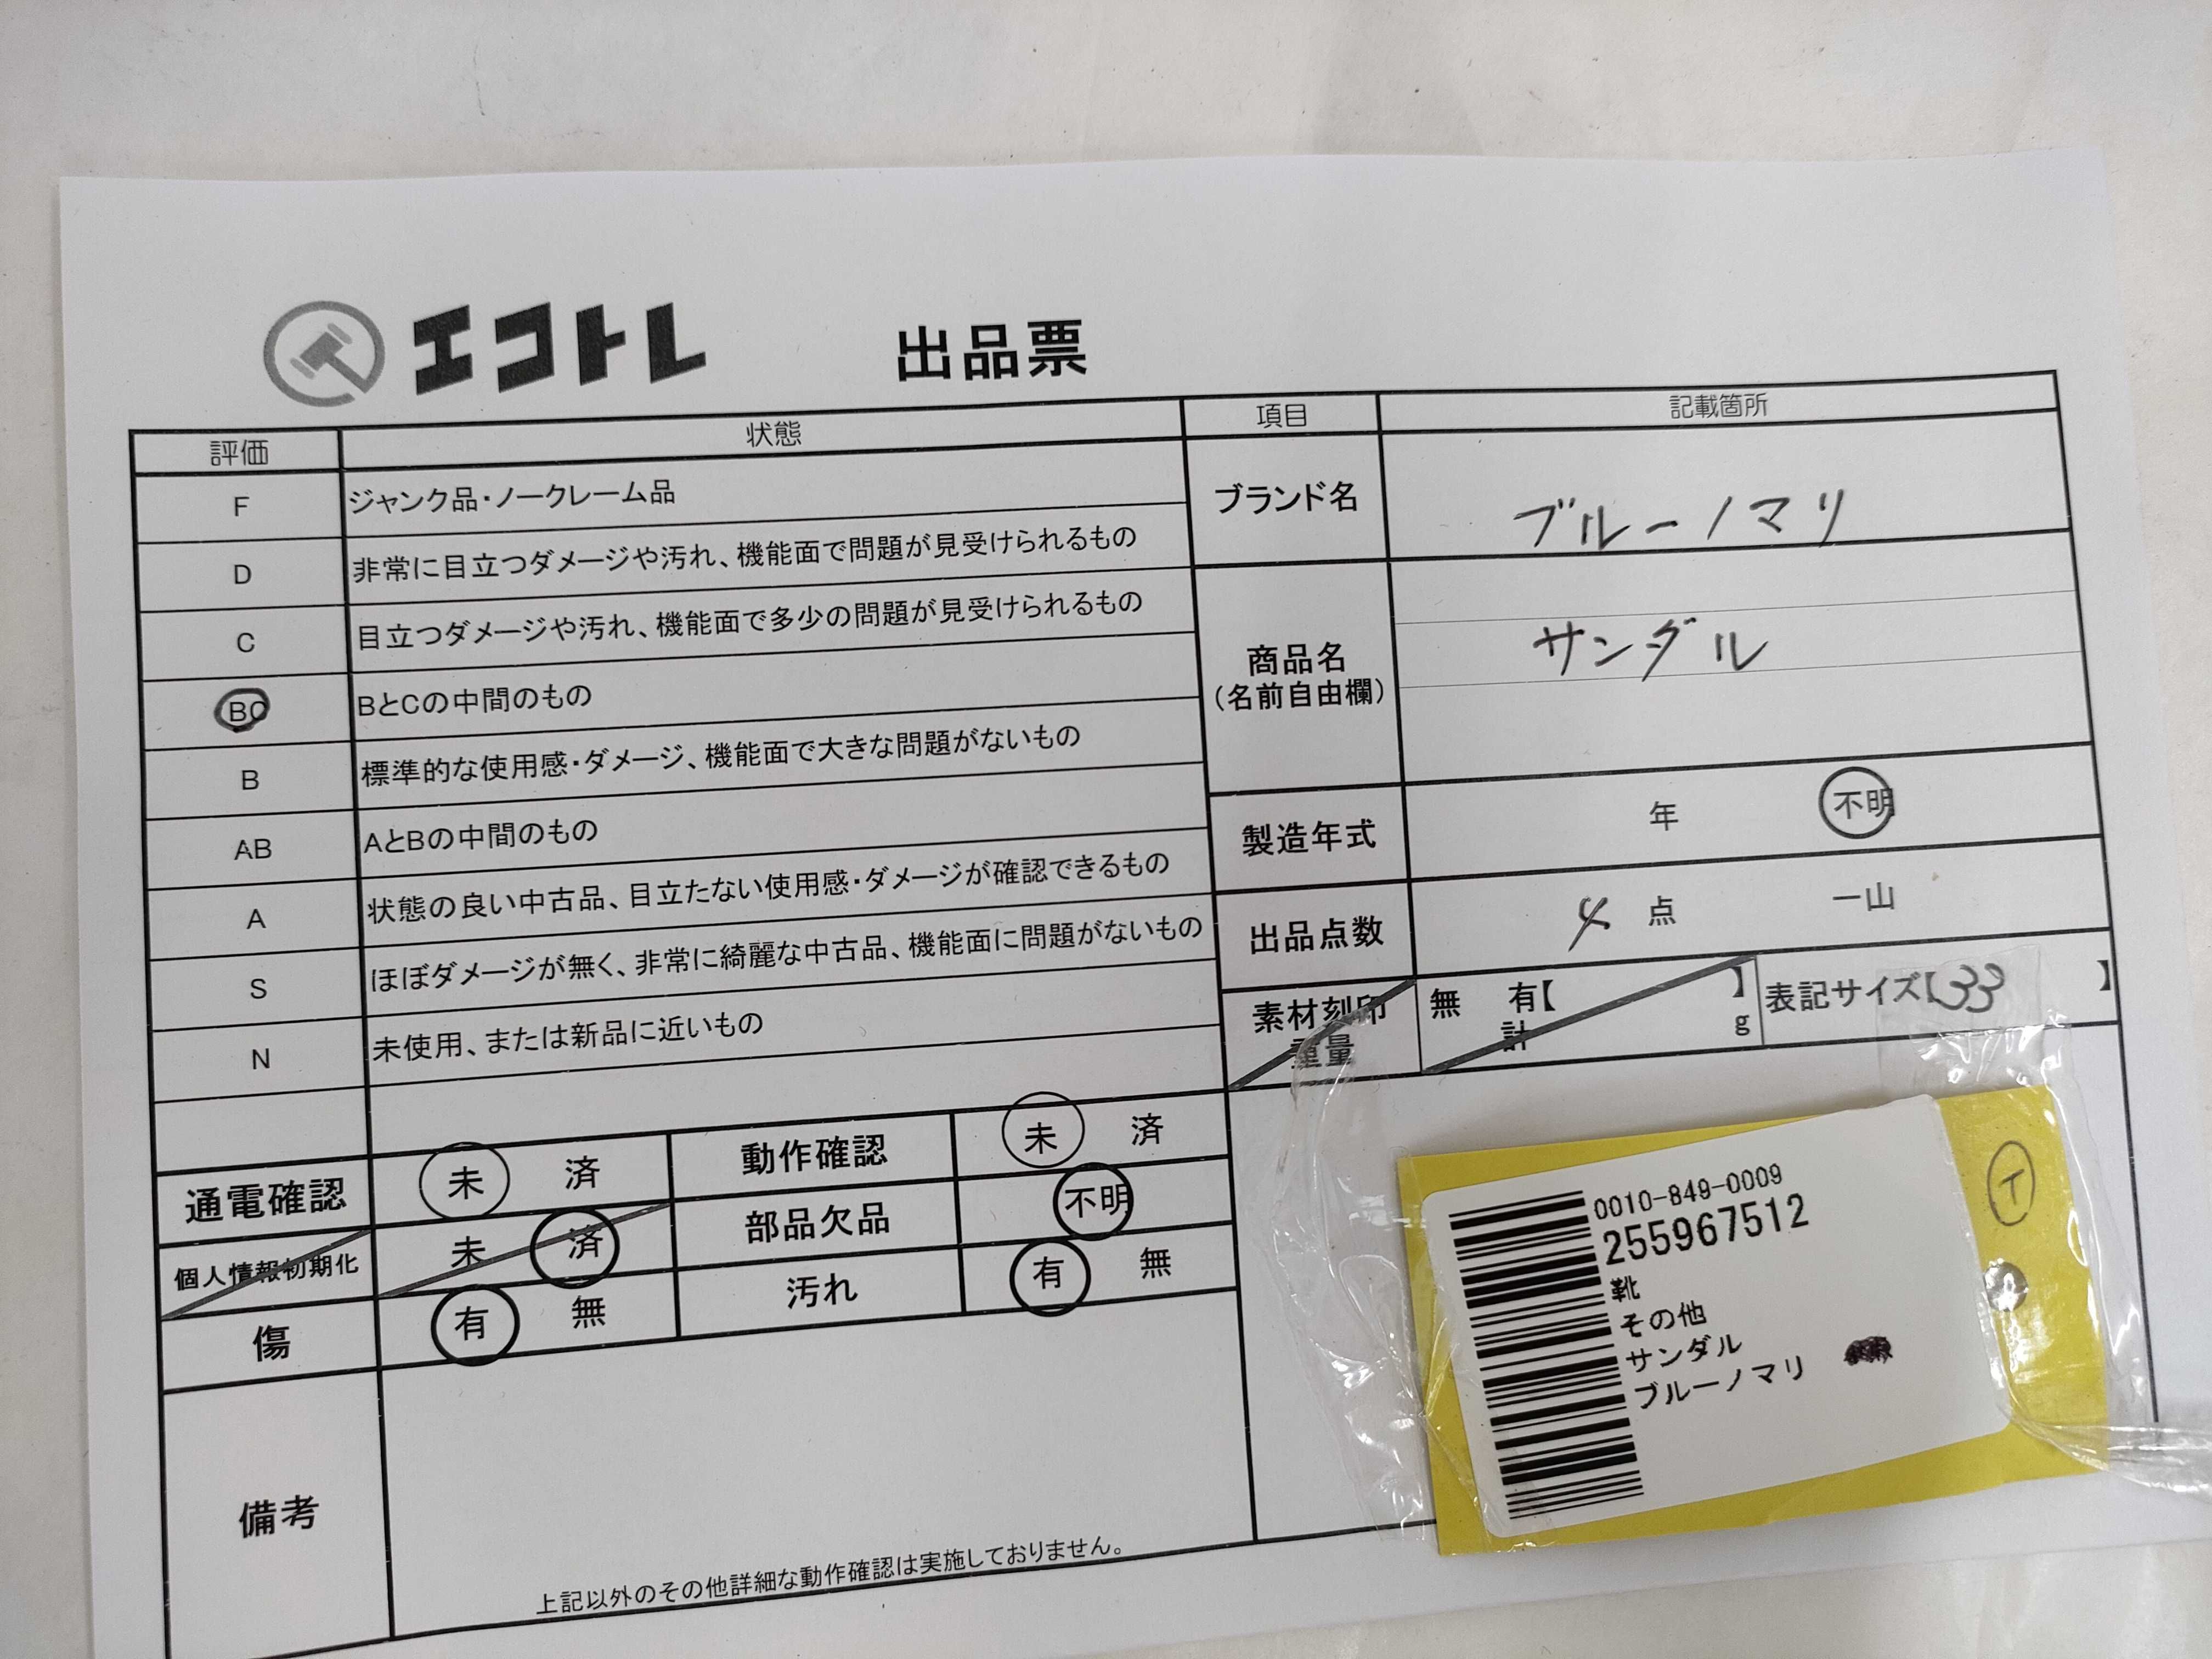 エコトレ 出品票
評価 状態 項目 記載箇所
F ジャンク品・ノークレーム品
D 非常に目立つダメージや汚れ、機能面で問題が見受けられるもの
C 目立つダメージや汚れ、機能面で多少の問題が見受けられるもの
BC BとCの中間のもの
B 標準的な使用感・ダメージ、機能面で大きな問題がないもの
AB AとBの中間のもの
A 状態の良い中古品、目立たない使用感・ダメージが確認できるもの
S ほぼダメージが無く、非常に綺麗な中古品、機能面に問題がないもの
N 未使用、または新品に近いもの
ブランド名 ブルーノマリ
商品名 サンダル
(名前自由欄)
製造年式 年 不明
出品点数 4 点 一山
素材刻印 無 有【 】 表記サイズ【33 】
重量 計 g
通電確認 未 済 動作確認 未 済
個人情報初期化 未 済 部品欠品 不明
傷 有 無 汚れ 有 無
備考
上記以外のその他詳細な動作確認は実施しておりません。
0010-849-0009
255967512
靴
その他
サンダル
ブルーノマリ
イ